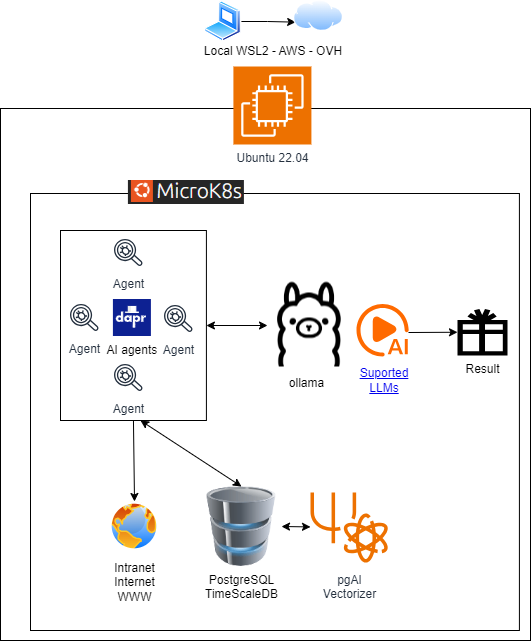 Local WSL2 - AWS - OVH
Ubuntu 22.04
MicroK8s
Agent
dapr
Agent
AI agents
Agent
Agent
ollama
AI
Suported
LLMs
Result
Intranet
Internet
WWW
PostgreSQL
TimeScaleDB
pgAI
Vectorizer